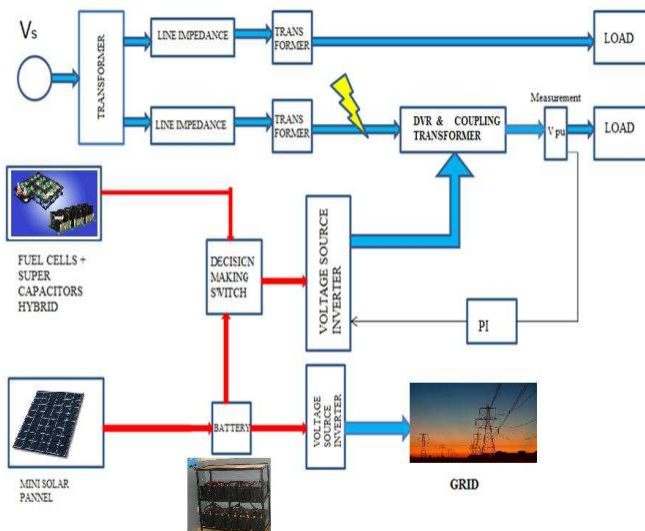 Vs
TRANSFORMER
LINE IMPEDANCE
TRANS
FORMER
LOAD
LINE IMPEDANCE
TRANS
FORMER
DVR & COUPLING
TRANSFORMER
Measurement
V pu
LOAD
FUEL CELLS +
SUPER
CAPACITORS
HYBRID
DECISION
MAKING
SWITCH
VOLTAGE SOURCE
INVERTER
PI
MINI SOLAR
PANNEL
BATTERY
VOLTAGE
SOURCE
INVERTER
GRID